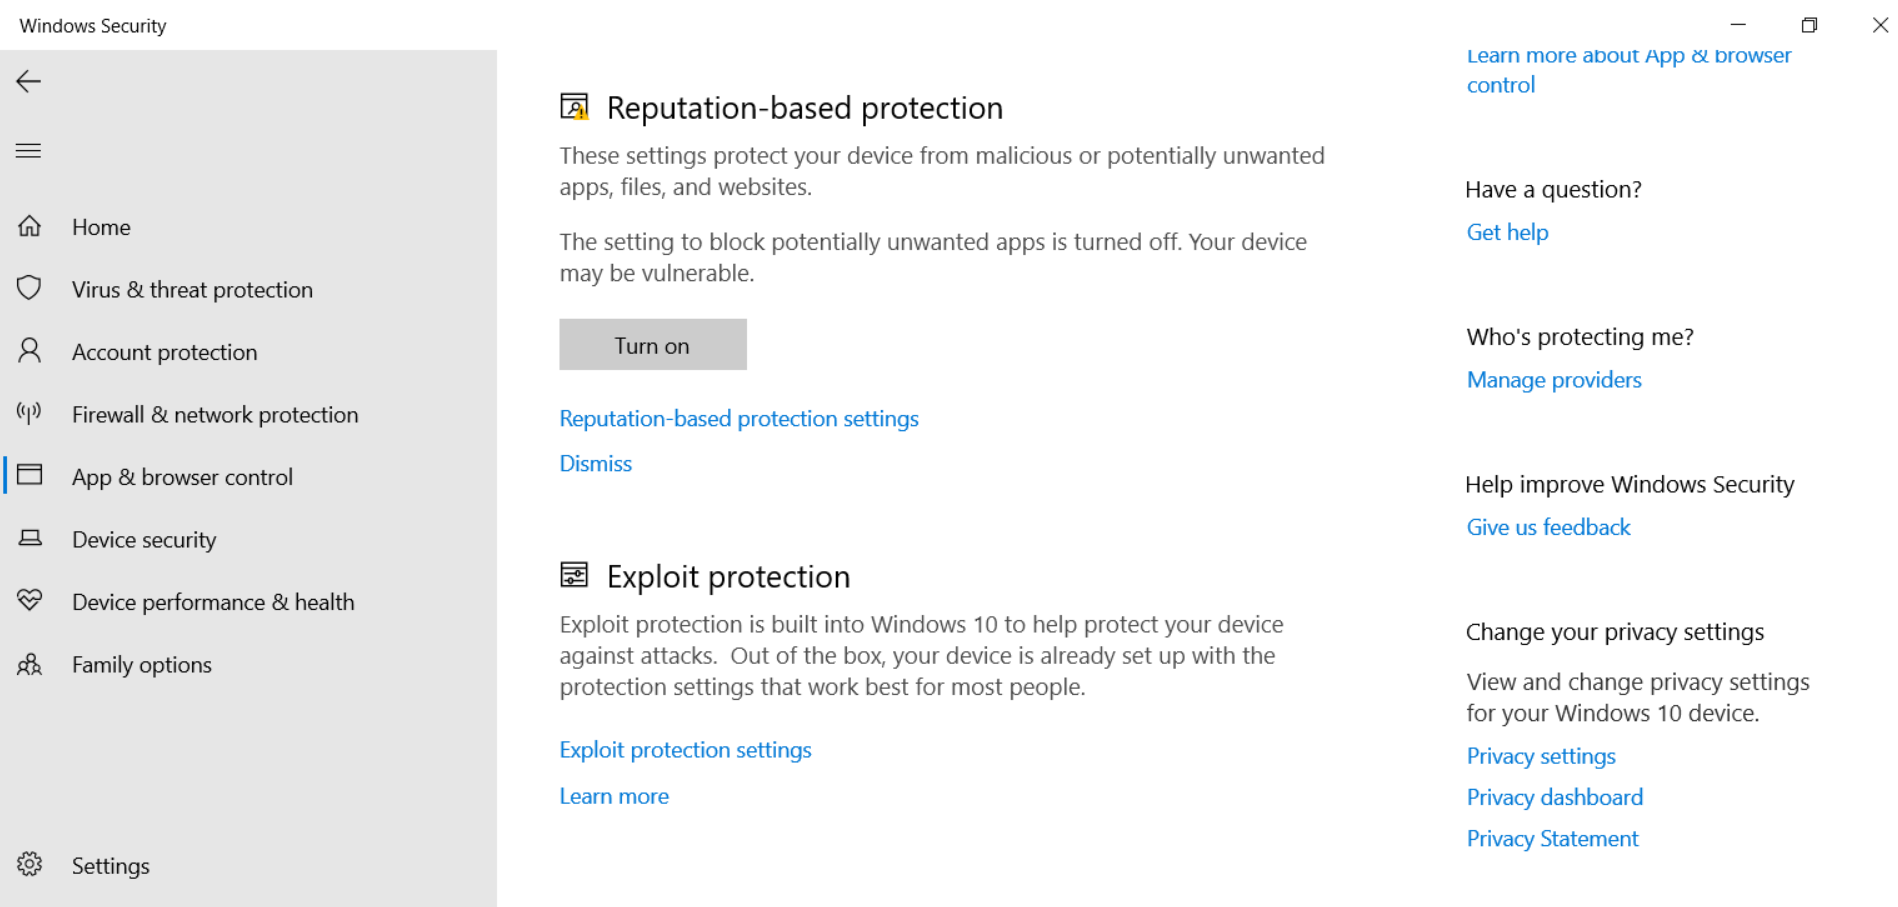 Windows Security
Home
Virus & threat protection
Account protection
Firewall & network protection
App & browser control
Device security
Device performance & health
Family options
Settings
Reputation-based protection
These settings protect your device from malicious or potentially unwanted
apps, files, and websites.
The setting to block potentially unwanted apps is turned off. Your device
may be vulnerable.
Turn on
Reputation-based protection settings
Dismiss
Exploit protection
Exploit protection is built into Windows 10 to help protect your device
against attacks.  Out of the box, your device is already set up with the
protection settings that work best for most people.
Exploit protection settings
Learn more
Learn more about App & browser
control
Have a question?
Get help
Who's protecting me?
Manage providers
Help improve Windows Security
Give us feedback
Change your privacy settings
View and change privacy settings
for your Windows 10 device.
Privacy settings
Privacy dashboard
Privacy Statement